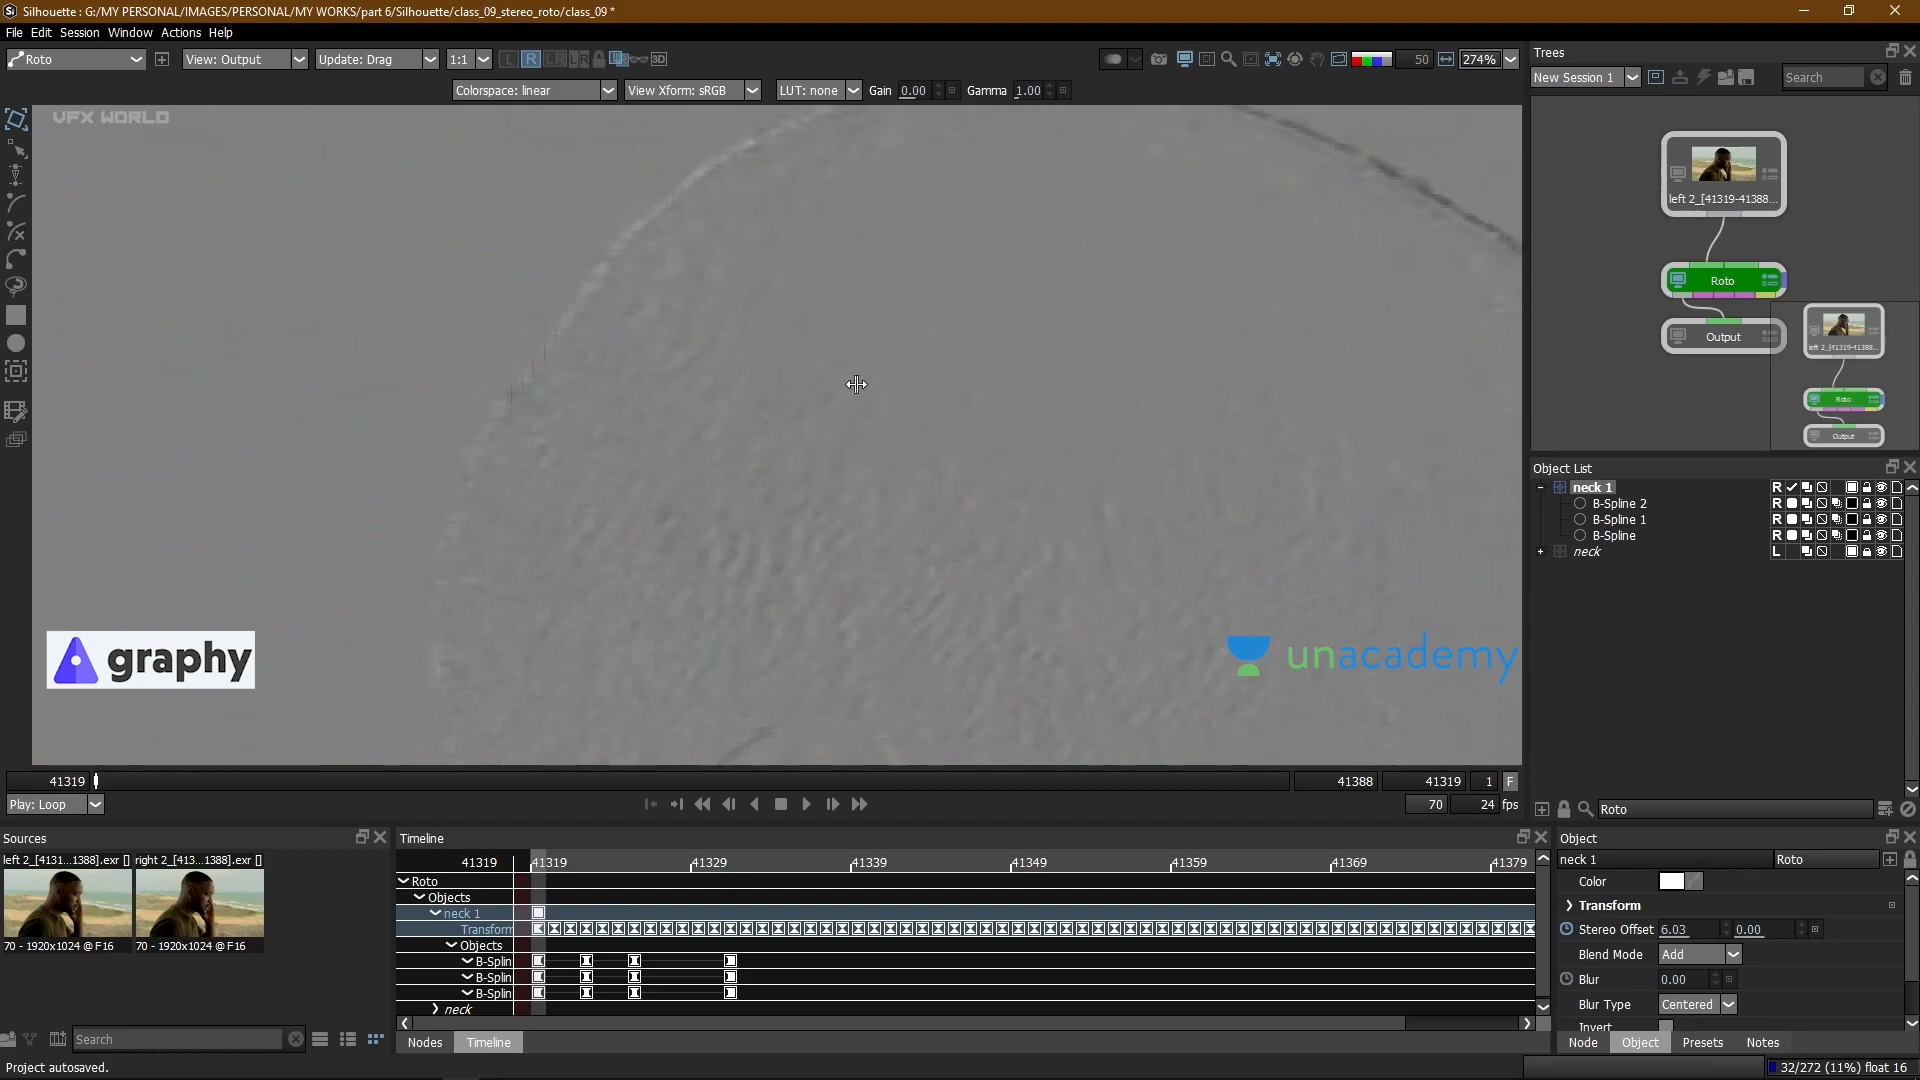 Silhouette : G:/MY PERSONAL/IMAGES/PERSONAL/MY WORKS/part 6/Silhouette/class_09_stereo_roto/class_09 *
File Edit Session Window Actions Help
Roto View: Output Update: Drag 1:1 L R LR LR 3D 50 274%
Colorspace: linear View Xform: sRGB LUT: none Gain 0.00 Gamma 1.00
VFX WORLD
graphy
unacademy
41319 41388 41319 1 F
Play: Loop 70 24 fps
Trees
New Session 1 Search
left 2_[41319-41388...
Roto
Output
left 2_[41319-41388...
Roto
Output
Object List
neck 1 R
B-Spline 2 R
B-Spline 1 R
B-Spline R
neck L
Roto
Sources
left 2_[4131...1388].exr [] right 2_[413...1388].exr []
70 - 1920x1024 @ F16 70 - 1920x1024 @ F16
Search
Project autosaved.
Timeline
41319 41319 41329 41339 41349 41359 41369 41379
Roto
Objects
neck 1
Transform
Objects
B-Splin
B-Splin
B-Splin
neck
Nodes Timeline
Object
neck 1 Roto
Color
Transform
Stereo Offset 6.03 0.00
Blend Mode Add
Blur 0.00
Blur Type Centered
Invert
Node Object Presets Notes
32/272 (11%) float 16